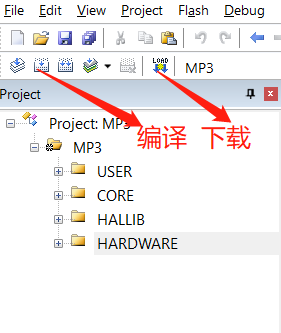 File Edit View Project Flash Debug
LOAD MP3
Project
Project: MP3
编译 下载
MP3
USER
CORE
HALLIB
HARDWARE